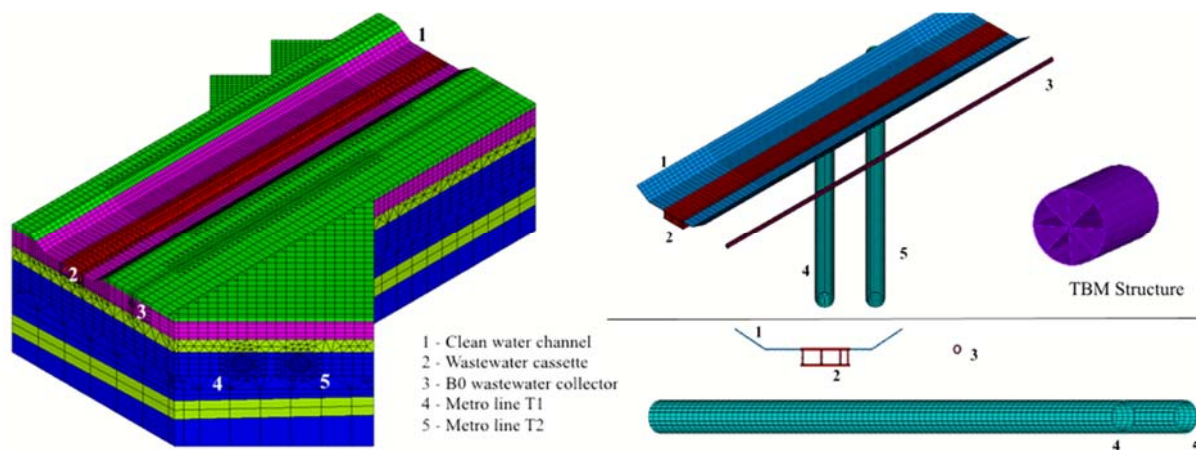 1
2
3
4
5
1 - Clean water channel
2 - Wastewater cassette
3 - B0 wastewater collector
4 - Metro line T1
5 - Metro line T2
1
3
2
4
5
TBM Structure
1
2
3
4
4